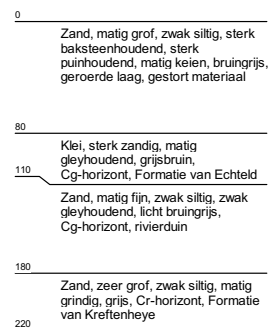 0
Zand, matig grof, zwak siltig, sterk
baksteenhoudend, sterk
puinhoudend, matig keien, bruingrijs,
geroerde laag, gestort materiaal
80
Klei, sterk zandig, matig
gleyhoudend, grijsbruin,
Cg-horizont, Formatie van Echteld
110
Zand, matig fijn, zwak siltig, zwak
gleyhoudend, licht bruingrijs,
Cg-horizont, rivierduin
180
Zand, zeer grof, zwak siltig, matig
grindig, grijs, Cr-horizont, Formatie
van Kreftenheye
220